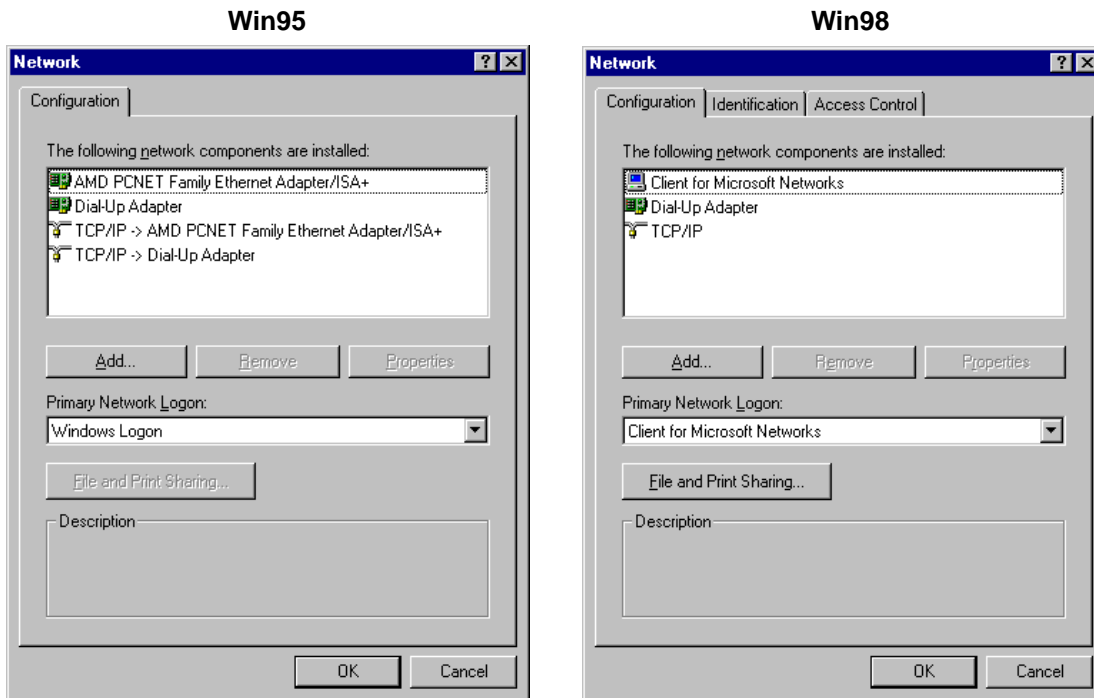 Win95
Network
Configuration
The following network components are installed:
AMD PCNET Family Ethernet Adapter/ISA+
Dial-Up Adapter
TCP/IP -> AMD PCNET Family Ethernet Adapter/ISA+
TCP/IP -> Dial-Up Adapter
Add... Remove Properties
Primary Network Logon:
Windows Logon
File and Print Sharing...
Description
OK Cancel
Win98
Network
Configuration Identification Access Control
The following network components are installed:
Client for Microsoft Networks
Dial-Up Adapter
TCP/IP
Add... Remove Properties
Primary Network Logon:
Client for Microsoft Networks
File and Print Sharing...
Description
OK Cancel